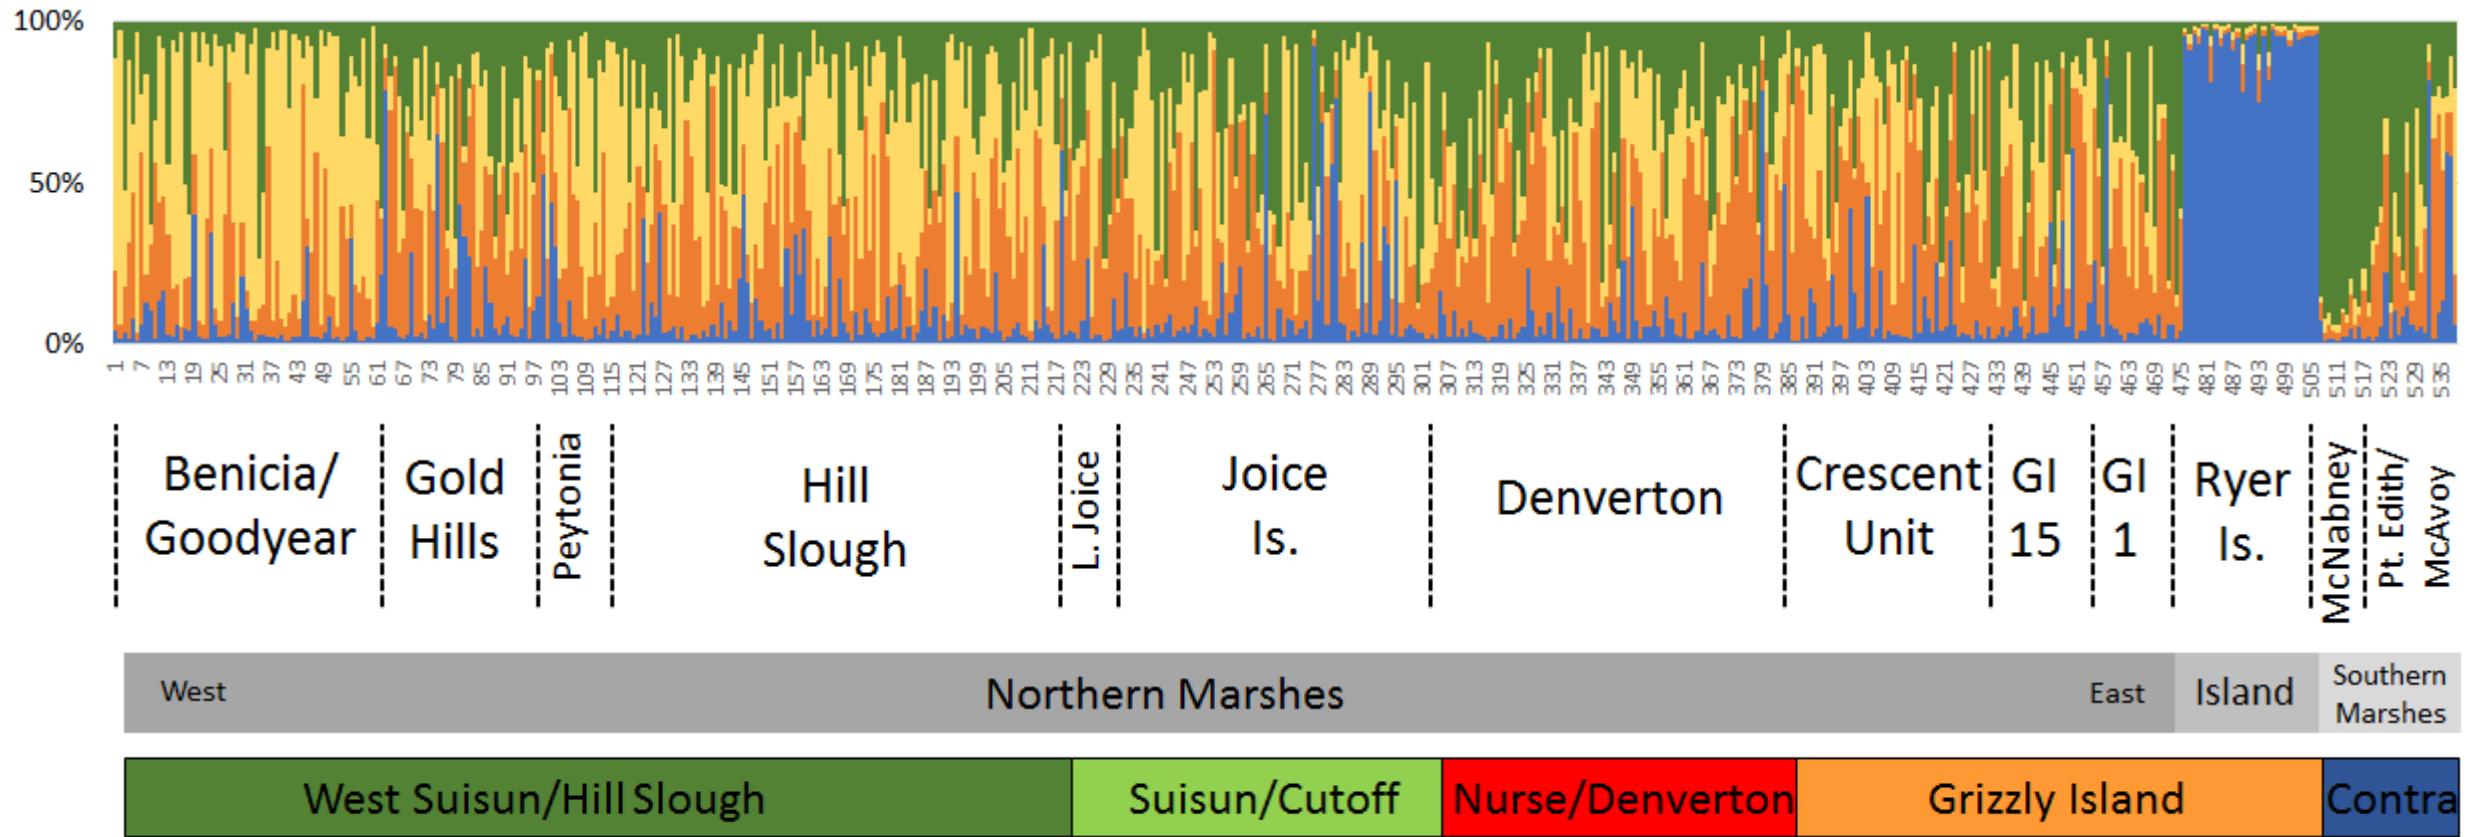 100%
50%
0%
1 7 13 19 25 31 37 43 49 55 61 67 73 79 85 91 97 103 109 115 121 127 133 139 145 151 157 163 169 175 181 187 193 199 205 211 217 223 229 235 241 247 253 259 265 271 277 283 289 295 301 307 313 319 325 331 337 343 349 355 361 367 373 379 385 391 397 403 409 415 421 427 433 439 445 451 457 463 469 475 481 487 493 499 505 511 517 523 529 535
Benicia/
Goodyear
Gold
Hills
Peytonia
Hill
Slough
L. Joice
Joice
Is.
Denverton
Crescent
Unit
GI
15
GI
1
Ryer
Is.
McNabney
Pt. Edith/
McAvoy
West
Northern Marshes
East
Island
Southern
Marshes
West Suisun/Hill Slough
Suisun/Cutoff
Nurse/Denverton
Grizzly Island
Contra